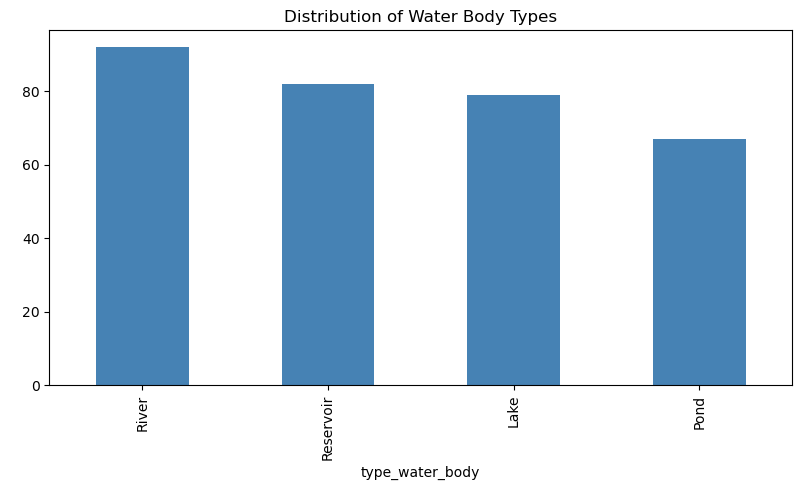 Distribution of Water Body Types
80
60
40
20
0
River
Reservoir
Lake
Pond
type_water_body